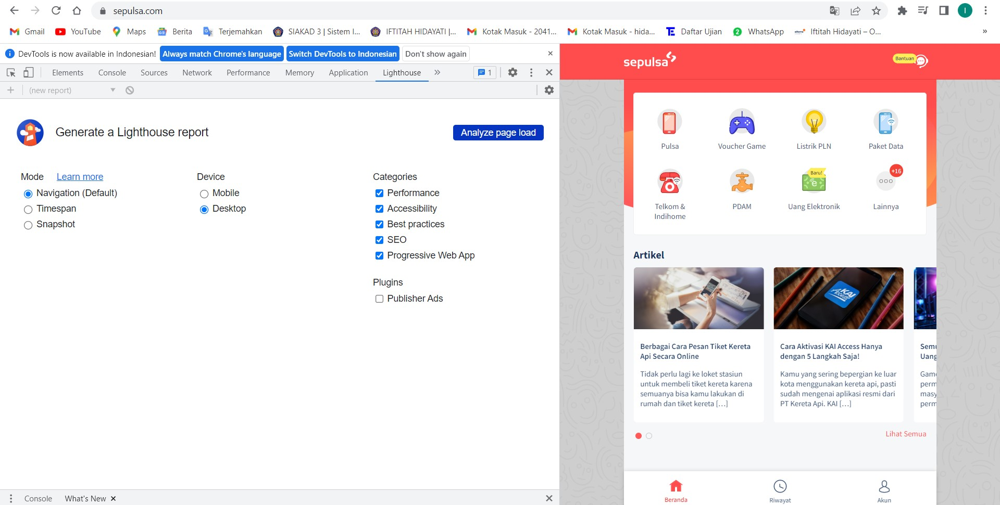 sepulsa.com
Gmail YouTube Maps Berita Terjemahkan SIAKAD 3 | Sistem I... IFTITAH HIDAYATI |... Kotak Masuk - 2041... Kotak Masuk - hida... Daftar Ujian WhatsApp Iftitah Hidayati – O... »
DevTools is now available in Indonesian! Always match Chrome's language Switch DevTools to Indonesian Don't show again
Elements Console Sources Network Performance Memory Application Lighthouse » 1
(new report)
Generate a Lighthouse report
Analyze page load
Mode Learn more
Navigation (Default)
Timespan
Snapshot
Device
Mobile
Desktop
Categories
Performance
Accessibility
Best practices
SEO
Progressive Web App
Plugins
Publisher Ads
Console What's New
sepulsa
Bantuan
Pulsa
Voucher Game
Listrik PLN
Paket Data
Telkom &
Indihome
PDAM
Baru!
Uang Elektronik
+16
Lainnya
Artikel
KAI
Access
Berbagai Cara Pesan Tiket Kereta
Api Secara Online
Tidak perlu lagi ke loket stasiun
untuk membeli tiket kereta karena
semuanya bisa kamu lakukan di
rumah dan tiket kereta [...]
Cara Aktivasi KAI Access Hanya
dengan 5 Langkah Saja!
Kamu yang sering bepergian ke luar
kota menggunakan kereta api, pasti
sudah mengenai aplikasi resmi dari
PT Kereta Api. KAI [...]
Semu
Uang
Game
perm
masy
perm
Lihat Semua
Beranda
Riwayat
Akun